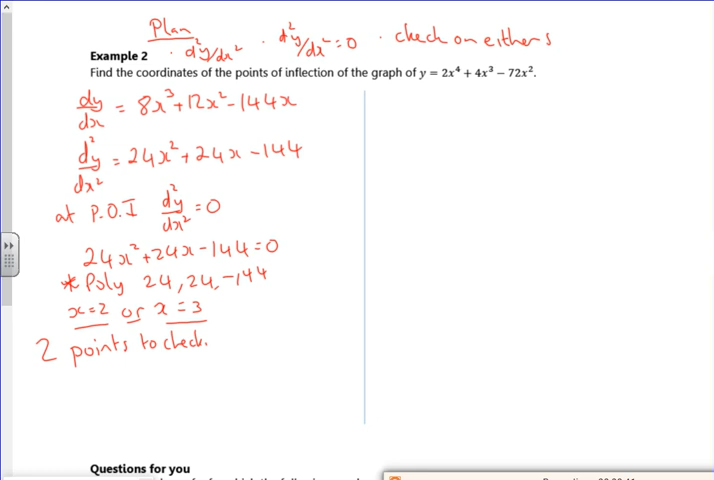 Plan
· d²y/dx² · d²y/dx² = 0 · check on either s
Example 2
Find the coordinates of the points of inflection of the graph of y = 2x⁴ + 4x³ − 72x².
dy/dx = 8x³ + 12x² − 144x
d²y/dx² = 24x² + 24x − 144
at P.O.I d²y/dx² = 0
24x² + 24x − 144 = 0
* Poly 24, 24, −144
x = 2 or x = 3
2 points to check.
Questions for you